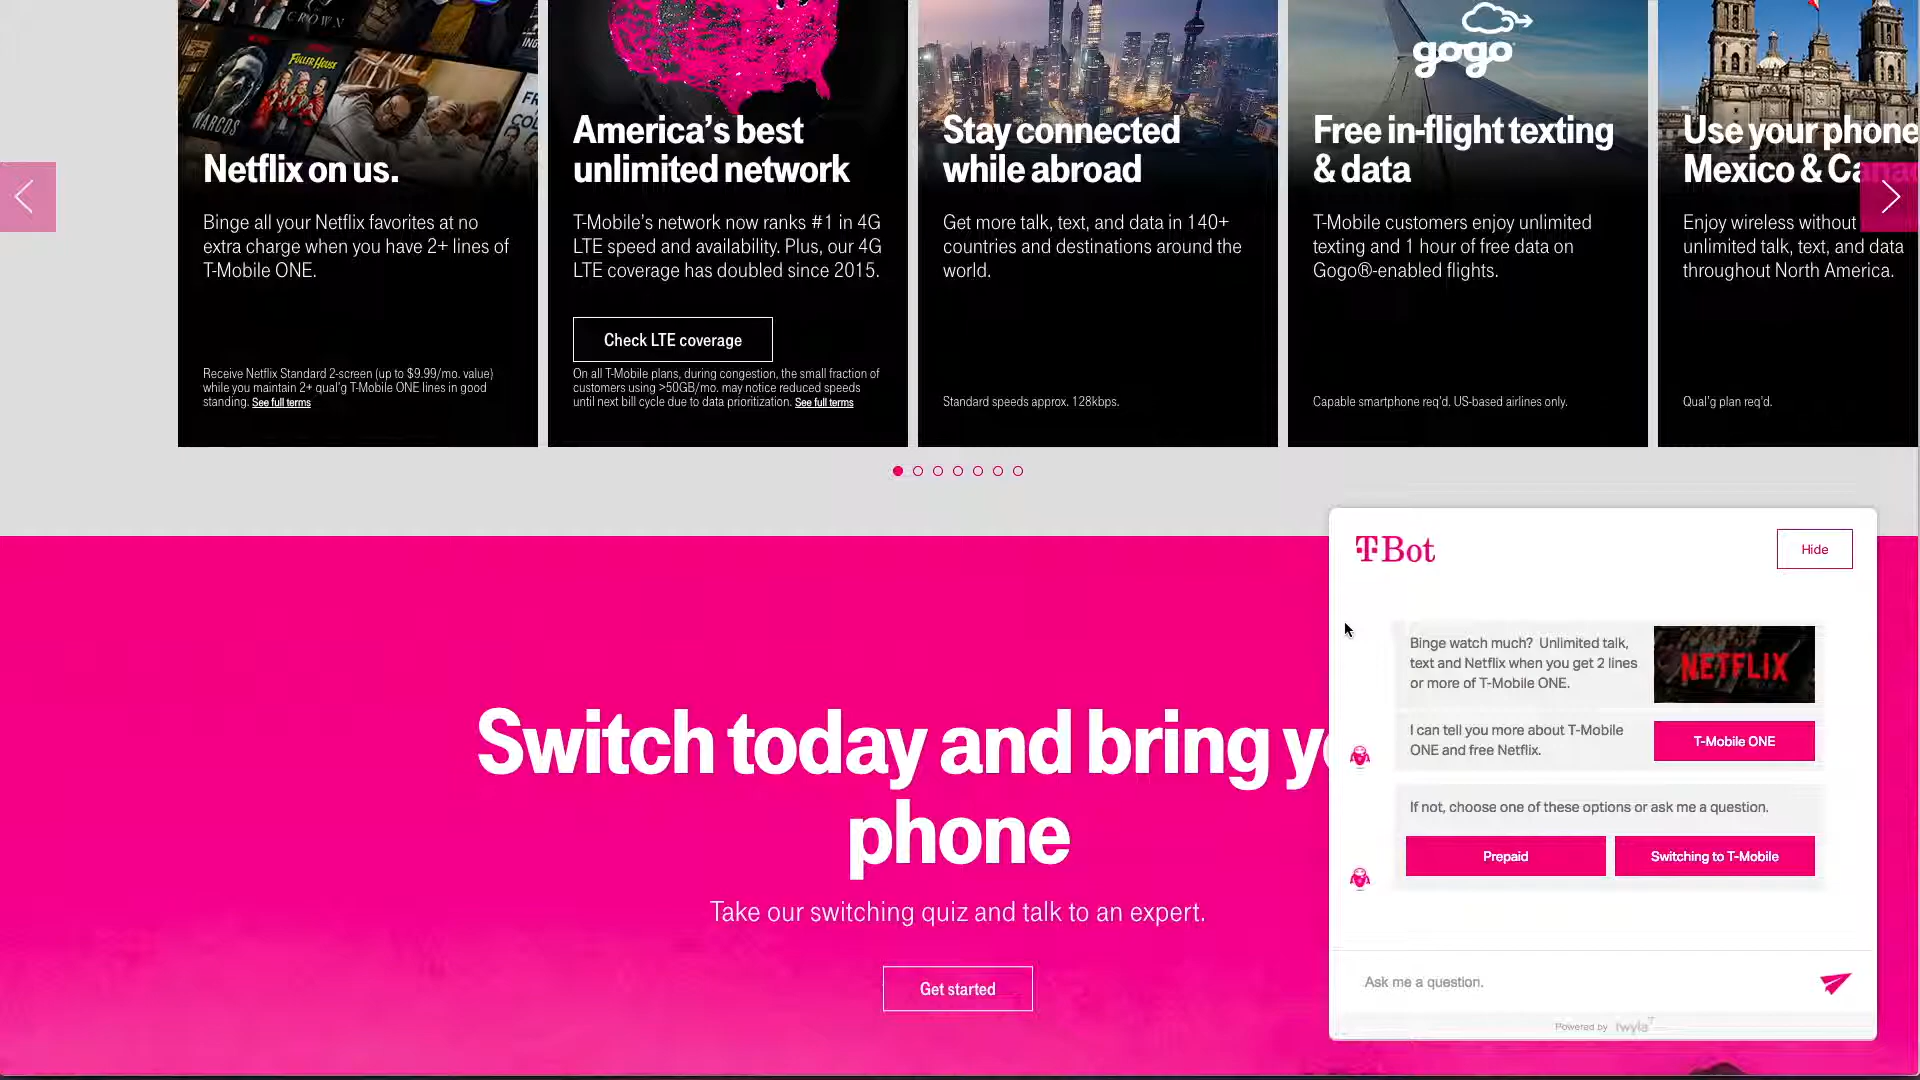 CROWN
FULLER HOUSE
NARCOS
Netflix on us.
Binge all your Netflix favorites at no
extra charge when you have 2+ lines of
T-Mobile ONE.
Receive Netflix Standard 2-screen (up to $9.99/mo. value)
while you maintain 2+ qual'g T-Mobile ONE lines in good
standing. See full terms
America's best
unlimited network
T-Mobile's network now ranks #1 in 4G
LTE speed and availability. Plus, our 4G
LTE coverage has doubled since 2015.
Check LTE coverage
On all T-Mobile plans, during congestion, the small fraction of
customers using >50GB/mo. may notice reduced speeds
until next bill cycle due to data prioritization. See full terms
Stay connected
while abroad
Get more talk, text, and data in 140+
countries and destinations around the
world.
Standard speeds approx. 128kbps.
gogo
Free in-flight texting
& data
T-Mobile customers enjoy unlimited
texting and 1 hour of free data on
Gogo®-enabled flights.
Capable smartphone req'd. US-based airlines only.
Use your phone
Mexico &
Enjoy wireless without
unlimited talk, text, and data
throughout North America.
Qual'g plan req'd.
Switch today and bring
phone
Take our switching quiz and talk to an expert.
Get started
T Bot
Hide
Binge watch much? Unlimited talk,
text and Netflix when you get 2 lines
or more of T-Mobile ONE.
NETFLIX
I can tell you more about T-Mobile
ONE and free Netflix.
T-Mobile ONE
If not, choose one of these options or ask me a question.
Prepaid
Switching to T-Mobile
Ask me a question.
Powered by twyla